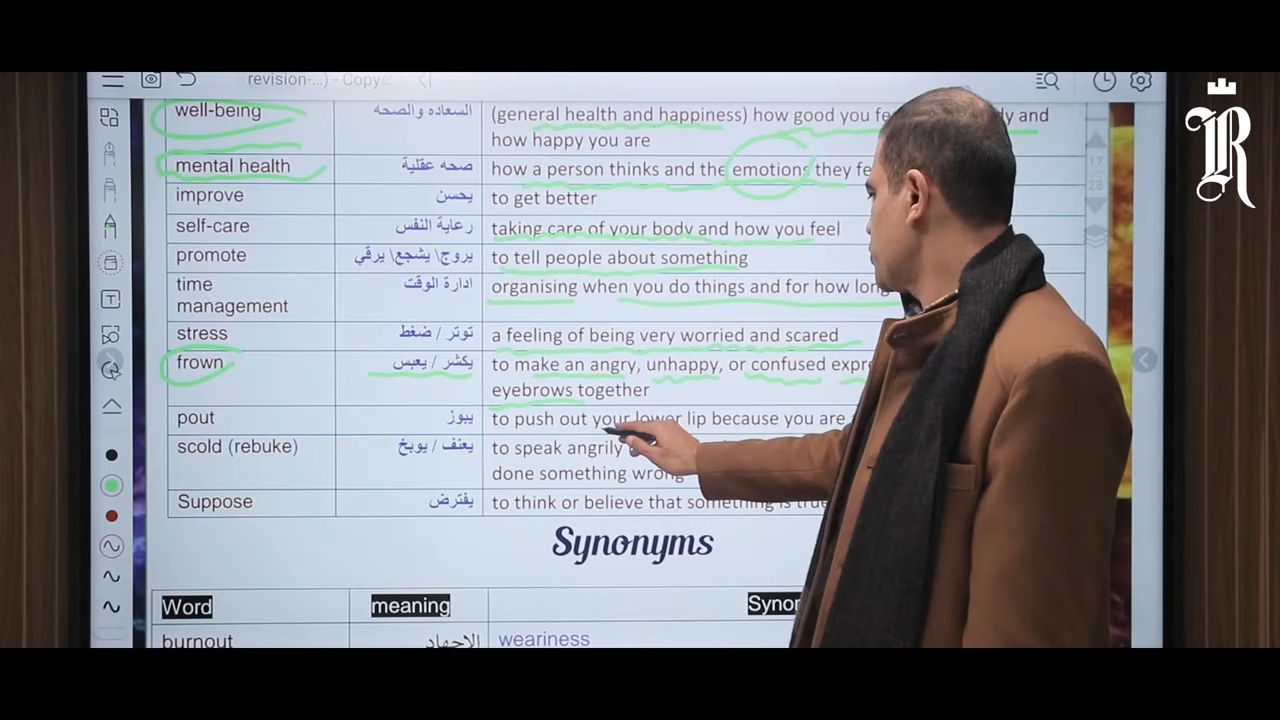 revision-...) - Copy
well-being السعاده والصحه (general health and happiness) how good you and
how happy you are
mental health صحه عقلية how a person thinks and the emotions they
improve يحسن to get better
self-care رعاية النفس taking care of your body and how you feel
promote يروج\ يشجع\ يرقي to tell people about something
time ادارة الوقت organising when you do things and for how long
management
stress توتر / ضغط a feeling of being very worried and scared
frown يكشر / يعبس to make an angry, unhappy, or confused
eyebrows together
pout يبوز to push out your lower lip because you are
scold (rebuke) يعنف / يوبخ to speak angrily
done something wrong
Suppose يفترض to think or believe that something is true
Synonyms
Word meaning
burnout الاجهاد weariness
17
28
R